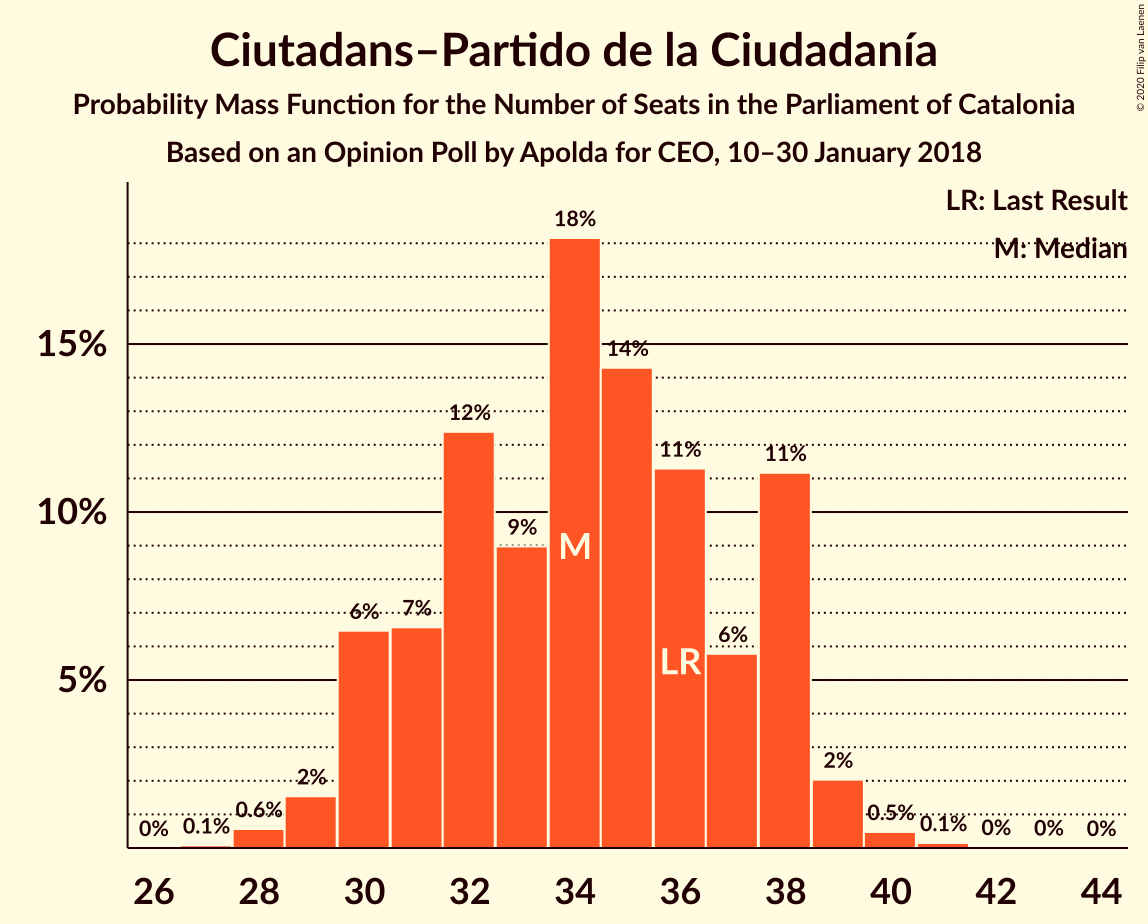 Ciutadans–Partido de la Ciudadanía
Probability Mass Function for the Number of Seats in the Parliament of Catalonia
Based on an Opinion Poll by Apolda for CEO, 10–30 January 2018
© 2020 Filip van Laenen
LR: Last Result
M: Median
18%
15%
14%
12%
11%
11%
10%
9%
M
6%
7%
6%
LR
5%
2%
2%
0%
0.1%
0.6%
0.5%
0.1%
0%
0%
0%
26 28 30 32 34 36 38 40 42 44